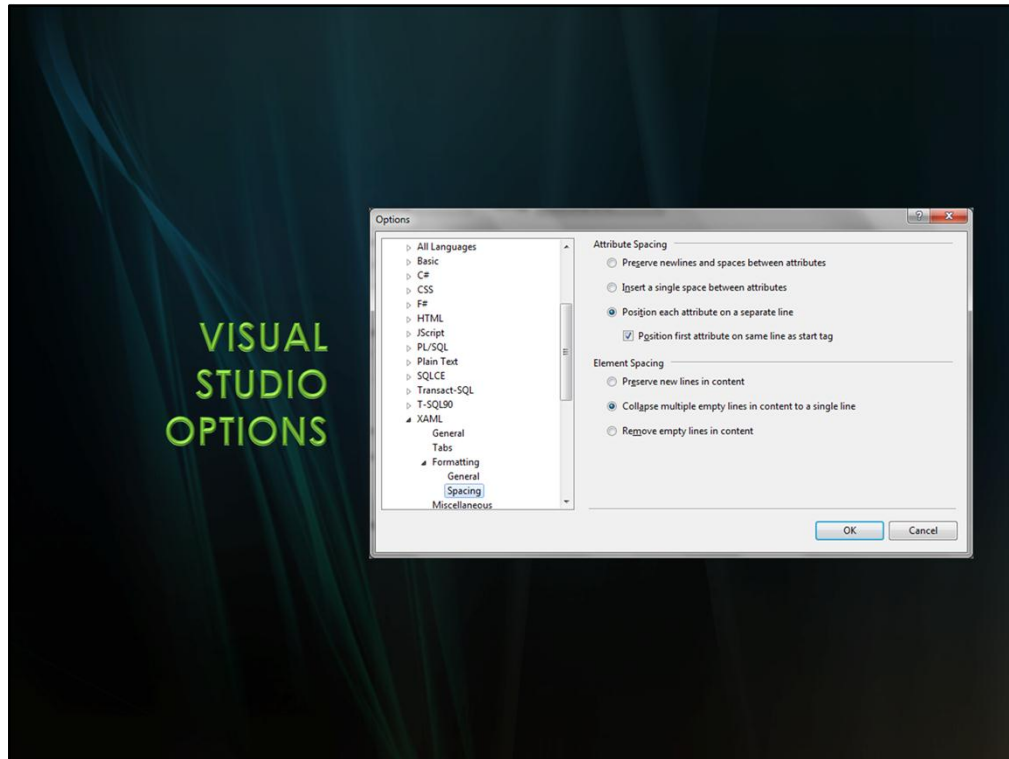 VISUAL
STUDIO
OPTIONS
Options
All Languages
Basic
C#
CSS
F#
HTML
JScript
PL/SQL
Plain Text
SQLCE
Transact-SQL
T-SQL90
XAML
General
Tabs
Formatting
General
Spacing
Miscellaneous
Attribute Spacing
Preserve newlines and spaces between attributes
Insert a single space between attributes
Position each attribute on a separate line
Position first attribute on same line as start tag
Element Spacing
Preserve new lines in content
Collapse multiple empty lines in content to a single line
Remove empty lines in content
OK
Cancel